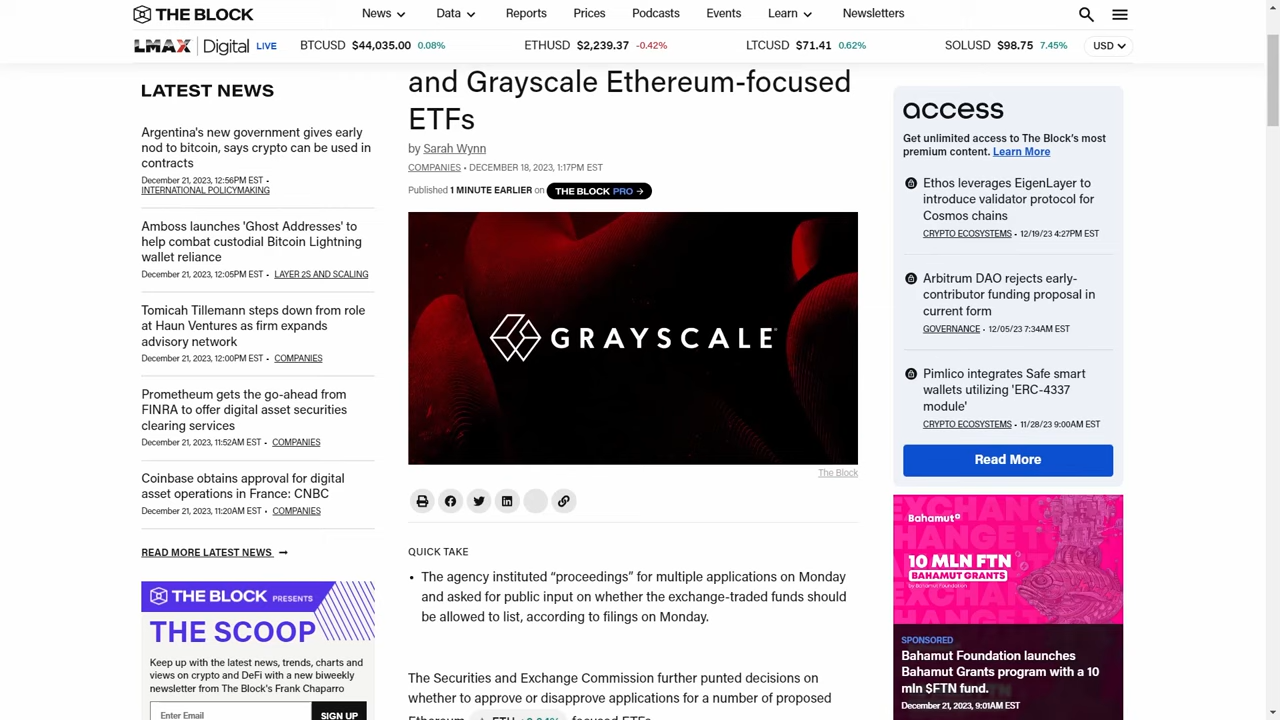 THE BLOCK
News
Data
Reports
Prices
Podcasts
Events
Learn
Newsletters
LMAX Digital LIVE
BTCUSD $44,035.00 0.08%
ETHUSD $2,239.37 -0.42%
LTCUSD $71.41 0.62%
SOLUSD $98.75 7.45%
USD
LATEST NEWS
Argentina's new government gives early
nod to bitcoin, says crypto can be used in
contracts
December 21, 2023, 12:56PM EST •
INTERNATIONAL POLICYMAKING
Amboss launches 'Ghost Addresses' to
help combat custodial Bitcoin Lightning
wallet reliance
December 21, 2023, 12:05PM EST • LAYER 2S AND SCALING
Tomicah Tillemann steps down from role
at Haun Ventures as firm expands
advisory network
December 21, 2023, 12:00PM EST • COMPANIES
Prometheum gets the go-ahead from
FINRA to offer digital asset securities
clearing services
December 21, 2023, 11:52AM EST • COMPANIES
Coinbase obtains approval for digital
asset operations in France: CNBC
December 21, 2023, 11:20AM EST • COMPANIES
READ MORE LATEST NEWS →
THE BLOCK PRESENTS
THE SCOOP
Keep up with the latest news, trends, charts and
views on crypto and DeFi with a new biweekly
newsletter from The Block's Frank Chaparro
Enter Email
SIGN UP
and Grayscale Ethereum-focused
ETFs
by Sarah Wynn
COMPANIES • DECEMBER 18, 2023, 1:17PM EST
Published 1 MINUTE EARLIER on THE BLOCK PRO →
GRAYSCALE
The Block
QUICK TAKE
• The agency instituted “proceedings” for multiple applications on Monday
and asked for public input on whether the exchange-traded funds should
be allowed to list, according to filings on Monday.
The Securities and Exchange Commission further punted decisions on
whether to approve or disapprove applications for a number of proposed
access
Get unlimited access to The Block's most
premium content. Learn More
Ethos leverages EigenLayer to
introduce validator protocol for
Cosmos chains
CRYPTO ECOSYSTEMS • 12/19/23 4:27PM EST
Arbitrum DAO rejects early-
contributor funding proposal in
current form
GOVERNANCE • 12/05/23 7:34AM EST
Pimlico integrates Safe smart
wallets utilizing 'ERC-4337
module'
CRYPTO ECOSYSTEMS • 11/28/23 9:00AM EST
Read More
Bahamut
10 MLN FTN
BAHAMUT GRANTS
by Bahamut Foundation
SPONSORED
Bahamut Foundation launches
Bahamut Grants program with a 10
mln $FTN fund.
December 21, 2023, 9:01AM EST